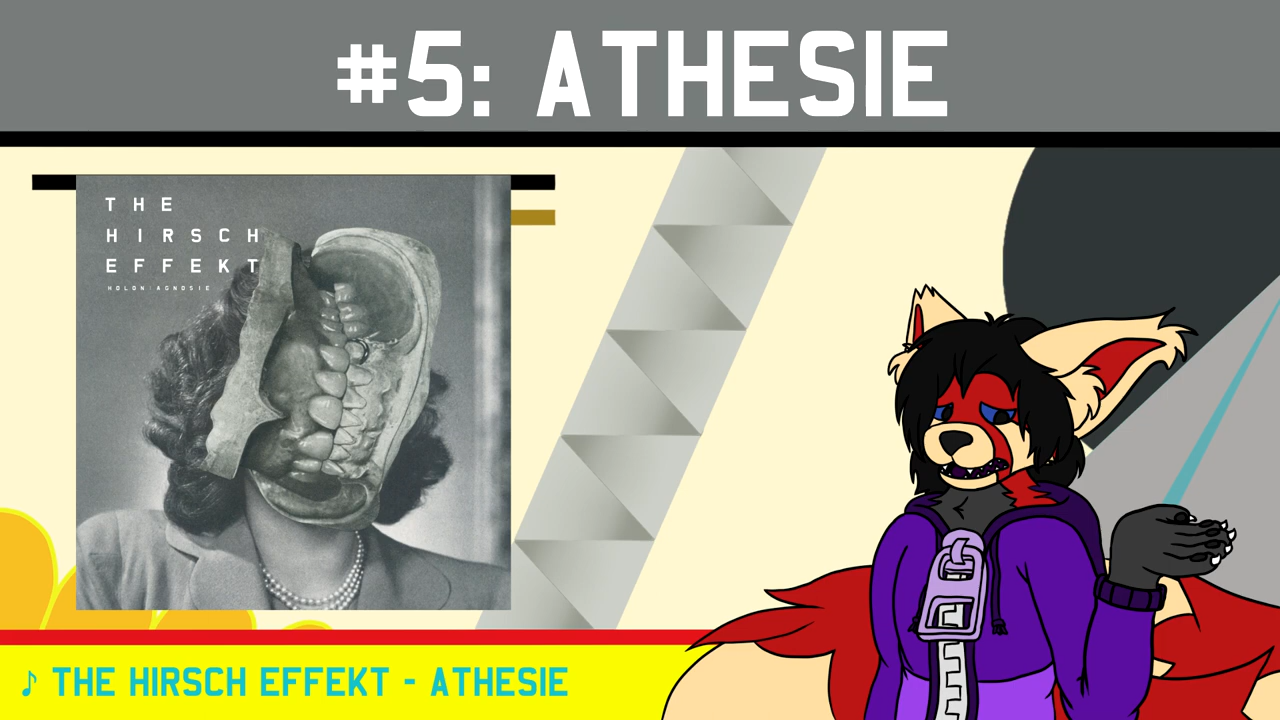 #5: ATHESIE
THE
HIRSCH
EFFEKT
HOLON:AGNOSIE
♪ THE HIRSCH EFFEKT - ATHESIE